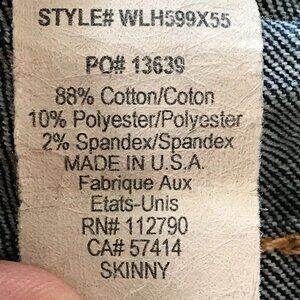 STYLE# WLH599X55
PO# 13639
88% Cotton/Coton
10% Polyester/Polyester
2% Spandex/Spandex
MADE IN U.S.A.
Fabrique Aux
Etats-Unis
RN# 112790
CA# 57414
SKINNY